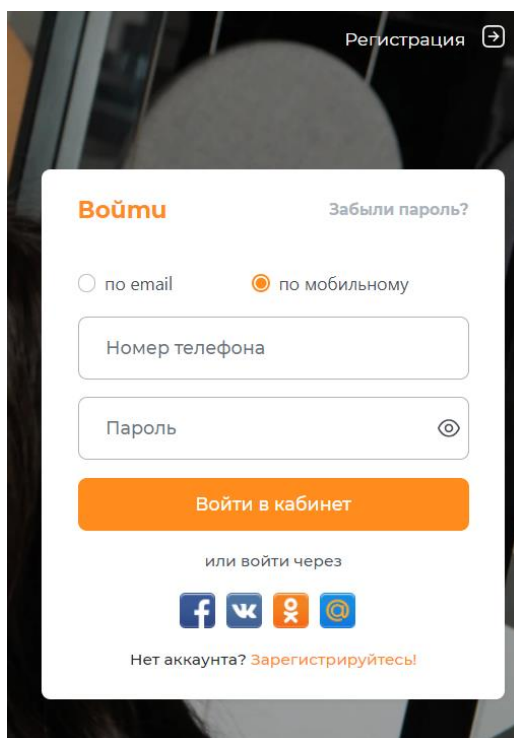 Регистрация
Войти
Забыли пароль?
по email
по мобильному
Номер телефона
Пароль
Войти в кабинет
или войти через
Нет аккаунта? Зарегистрируйтесь!